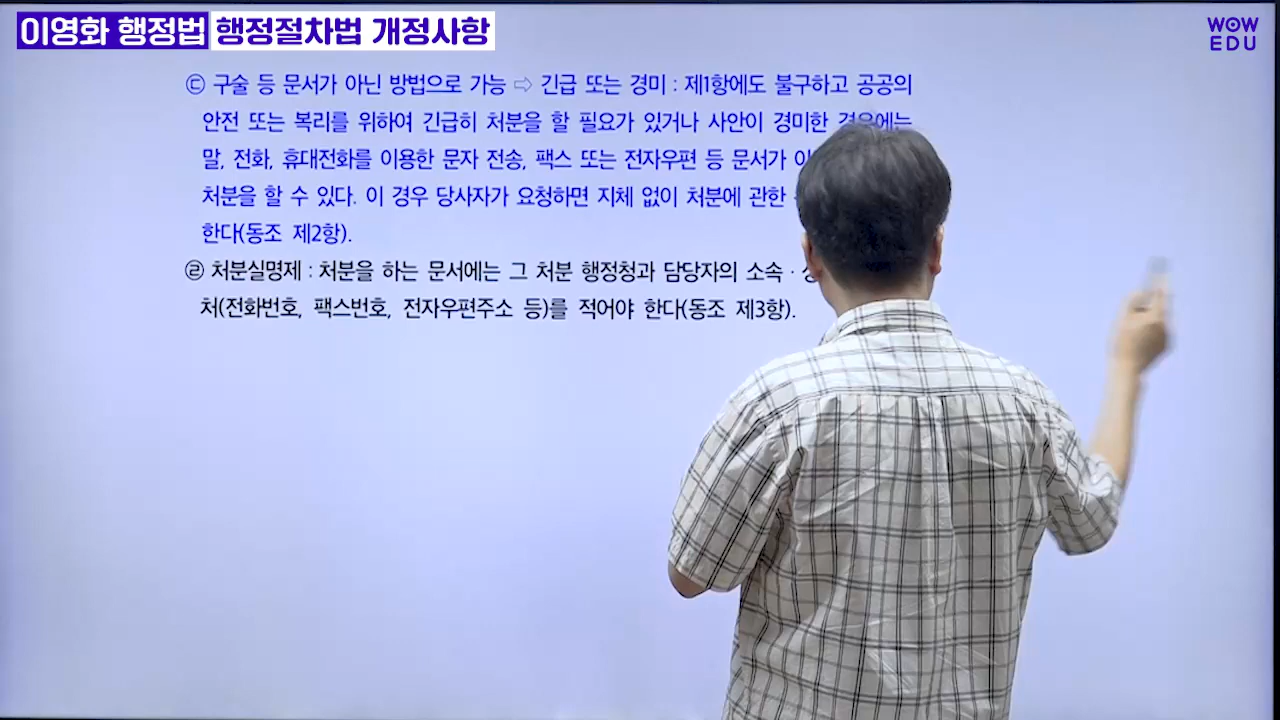 이영화 행정법 행정절차법 개정사항
WOW
EDU
㉢ 구술 등 문서가 아닌 방법으로 가능 ⇨ 긴급 또는 경미 : 제1항에도 불구하고 공공의
안전 또는 복리를 위하여 긴급히 처분을 할 필요가 있거나 사안이 경미한 경우에는
말, 전화, 휴대전화를 이용한 문자 전송, 팩스 또는 전자우편 등 문서가
처분을 할 수 있다. 이 경우 당사자가 요청하면 지체 없이 처분에 관한
한다(동조 제2항).
㉣ 처분실명제 : 처분을 하는 문서에는 그 처분 행정청과 담당자의 소속 ·
처(전화번호, 팩스번호, 전자우편주소 등)를 적어야 한다(동조 제3항).